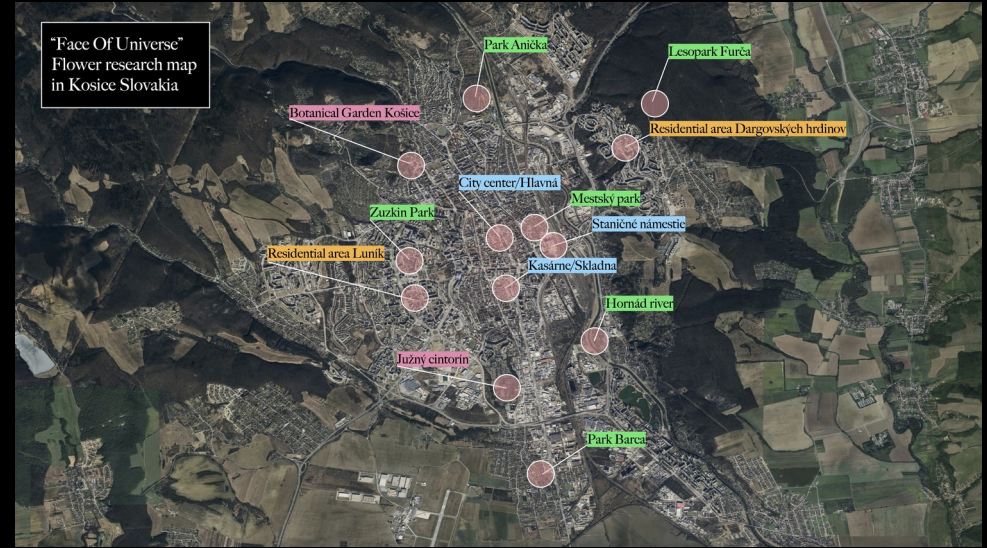 “Face Of Universe”
Flower research map
in Kosice Slovakia
Park Anička
Lesopark Furča
Botanical Garden Košice
Residential area Dargovských hrdinov
City center/Hlavná
Mestský park
Zuzkin Park
Staničné námestie
Residential area Luník
Kasárne/Skladna
Hornád river
Južný cintorín
Park Barca